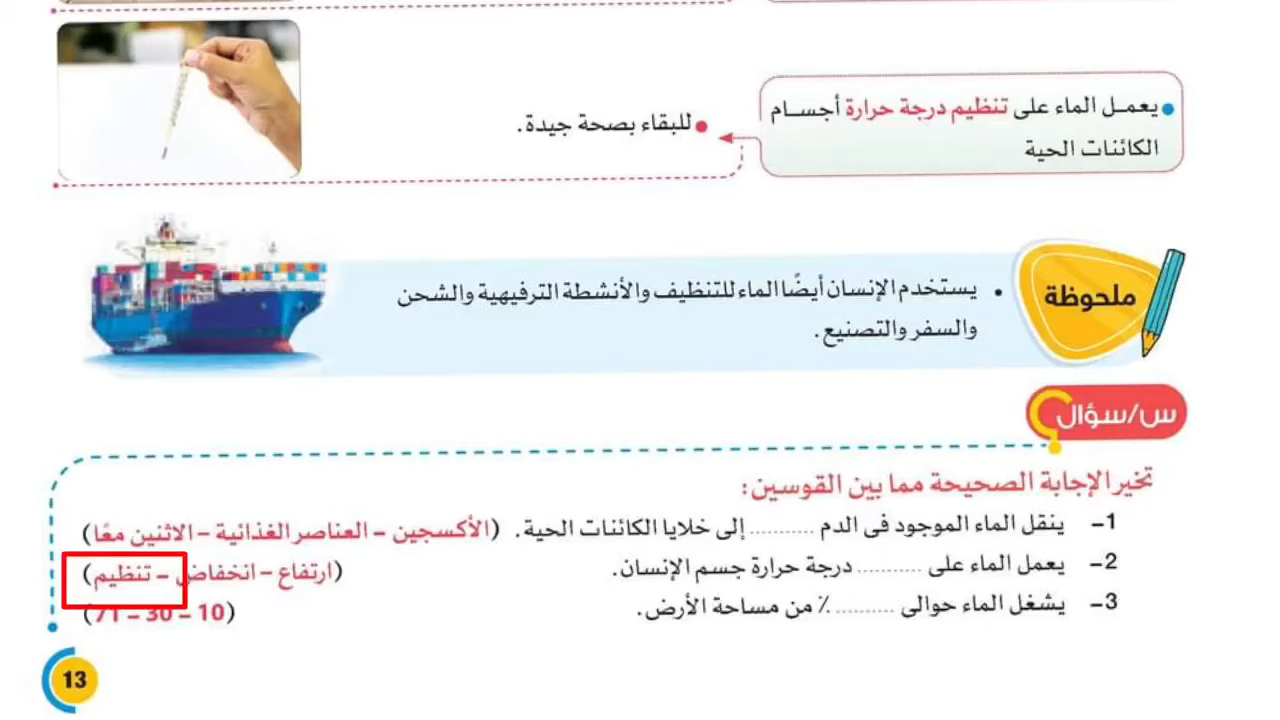 يعمل الماء على تنظيم درجة حرارة أجسام
الكائنات الحية
للبقاء بصحة جيدة.
ملحوظة
يستخدم الإنسان أيضًا الماء للتنظيف والأنشطة الترفيهية والشحن
والسفر والتصنيع.
س/سؤال
تخير الإجابة الصحيحة مما بين القوسين:
1- ينقل الماء الموجود فى الدم .......... إلى خلايا الكائنات الحية. (الأكسجين - العناصر الغذائية - الاثنين معًا)
2- يعمل الماء على .......... درجة حرارة جسم الإنسان. (ارتفاع - انخفاض - تنظيم)
3- يشغل الماء حوالى .......... ٪ من مساحة الأرض. (10 - 30 - 71)
13